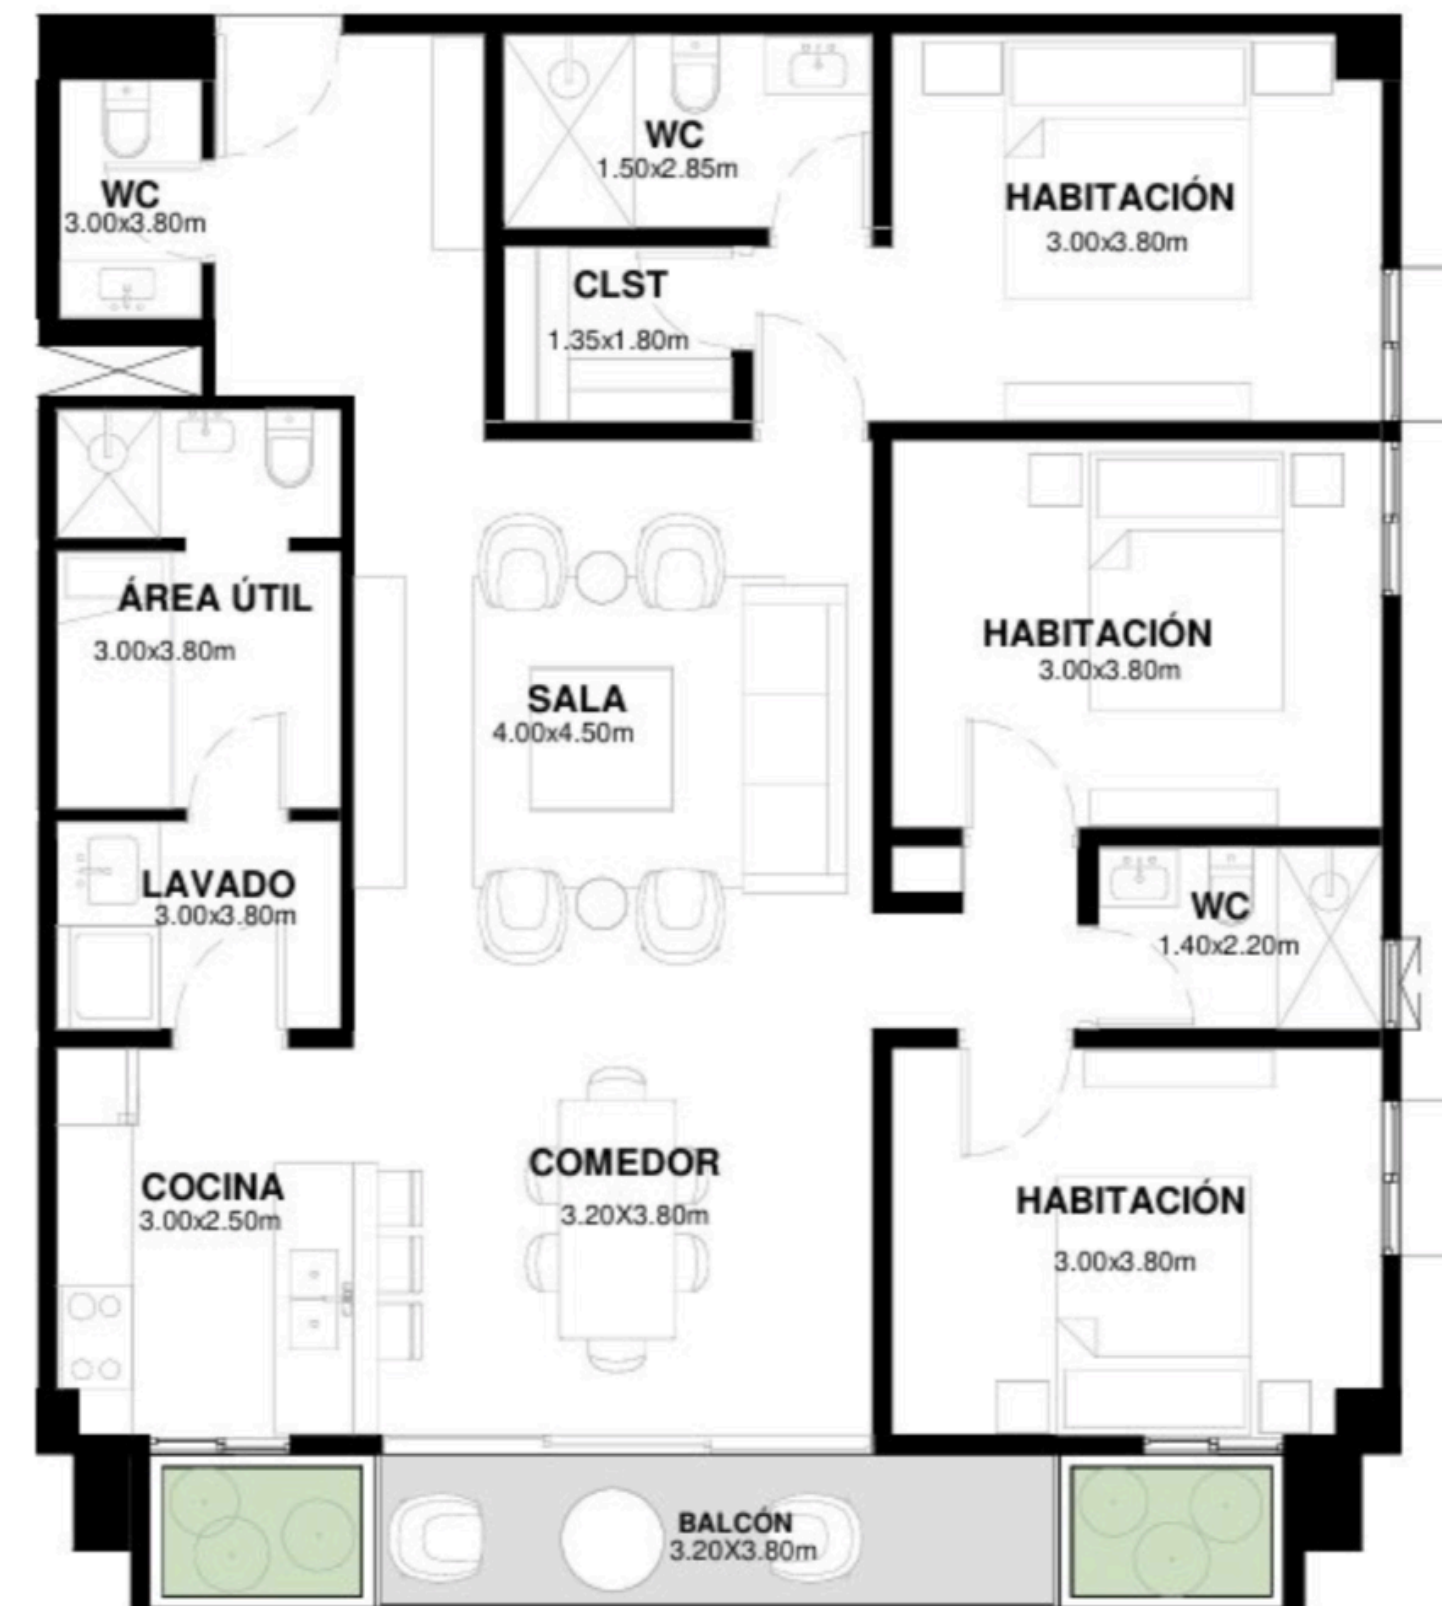 WC
1.50x2.85m
WC
3.00x3.80m
HABITACIÓN
3.00x3.80m
CLST
1.35x1.80m
ÁREA ÚTIL
3.00x3.80m
HABITACIÓN
3.00x3.80m
SALA
4.00x4.50m
LAVADO
3.00x3.80m
WC
1.40x2.20m
COCINA
3.00x2.50m
COMEDOR
3.20X3.80m
HABITACIÓN
3.00x3.80m
BALCÓN
3.20X3.80m